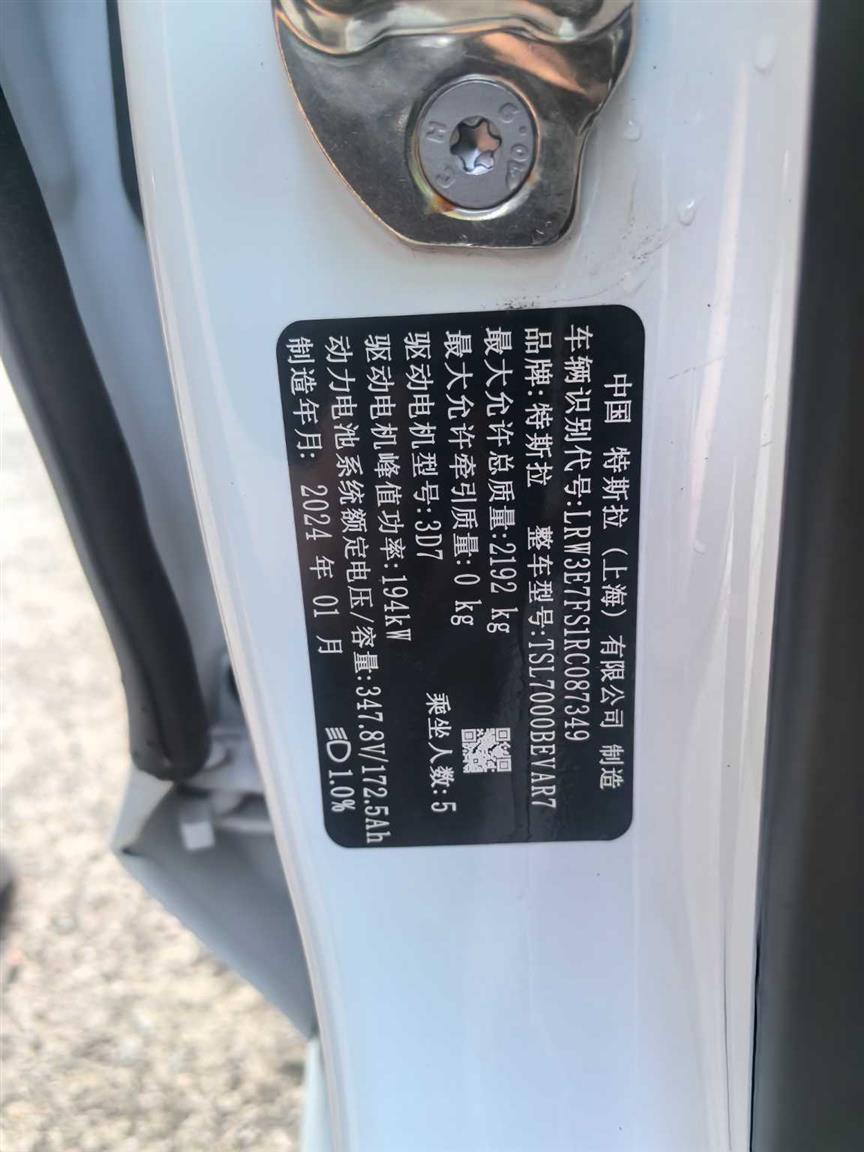 中国 特斯拉（上海）有限公司 制造
车辆识别代号:LRW3E7FS1RC087349
品牌:特斯拉 整车型号:TSL7000BEVAR7
最大允许总质量:2192 kg
最大允许牵引质量:0 kg
驱动电机型号:3D7 乘坐人数:5
驱动电机峰值功率:194kW
动力电池系统额定电压/容量:347.8V/172.5Ah
制造年月: 2024 年 01 月 1.0%